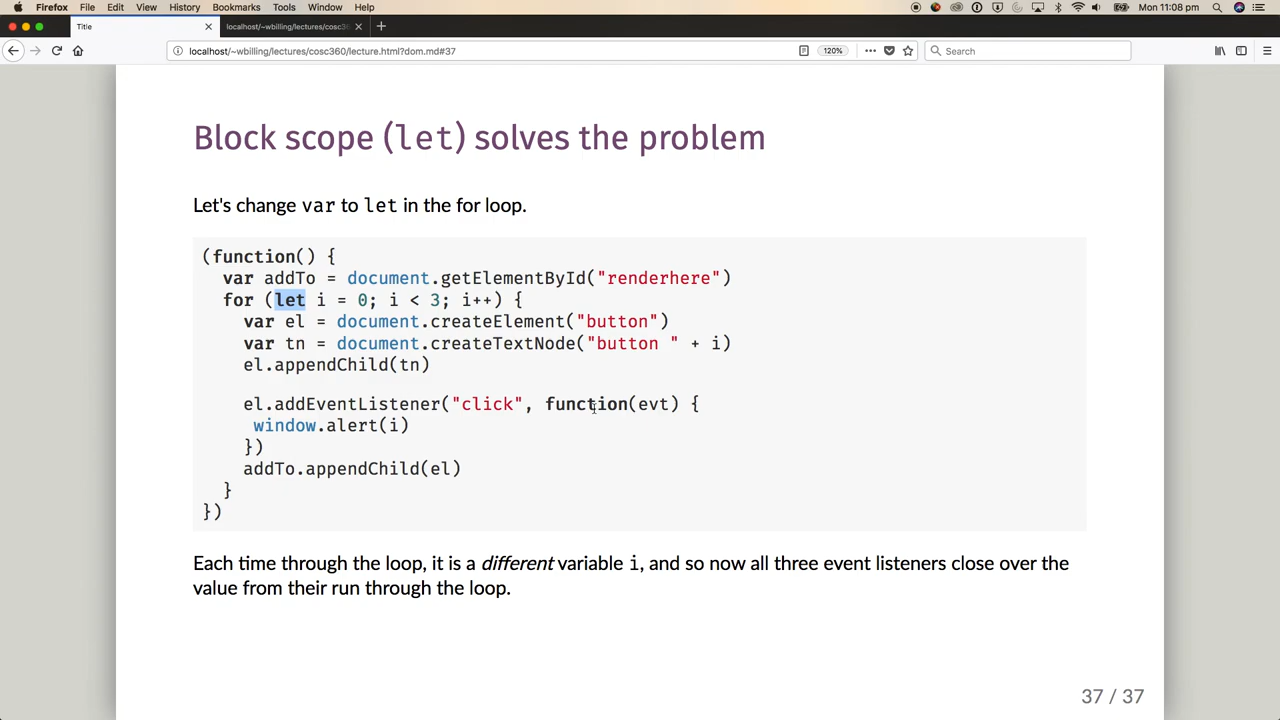 Firefox File Edit View History Bookmarks Tools Window Help Mon 11:08 pm
Title localhost/~wbilling/lectures/cosc36
localhost/~wbilling/lectures/cosc360/lecture.html?dom.md#37 120% Search
Block scope (let) solves the problem
Let's change var to let in the for loop.
(function() {
var addTo = document.getElementById("renderhere")
for (let i = 0; i < 3; i++) {
var el = document.createElement("button")
var tn = document.createTextNode("button " + i)
el.appendChild(tn)
el.addEventListener("click", function(evt) {
window.alert(i)
})
addTo.appendChild(el)
}
})
Each time through the loop, it is a different variable i, and so now all three event listeners close over the
value from their run through the loop.
37 / 37